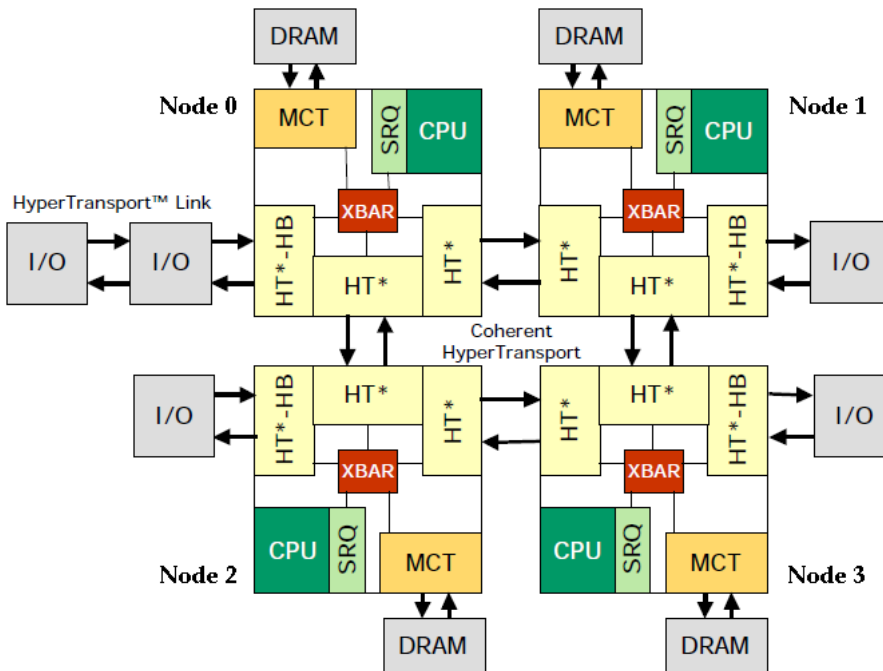 DRAM
DRAM
Node 0
MCT
SRQ
CPU
MCT
SRQ
CPU
Node 1
HyperTransport™ Link
XBAR
XBAR
I/O
I/O
HT*-HB
HT*
HT*
HT*
HT*
HT*-HB
I/O
Coherent
HyperTransport
I/O
HT*-HB
HT*
HT*
HT*
HT*
HT*-HB
I/O
XBAR
XBAR
CPU
SRQ
MCT
CPU
SRQ
MCT
Node 2
Node 3
DRAM
DRAM